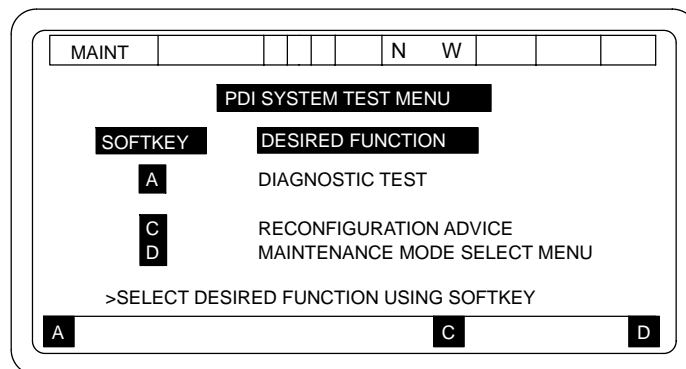 MAINT N W
PDI SYSTEM TEST MENU
SOFTKEY DESIRED FUNCTION
A DIAGNOSTIC TEST
C RECONFIGURATION ADVICE
D MAINTENANCE MODE SELECT MENU
>SELECT DESIRED FUNCTION USING SOFTKEY
A C D